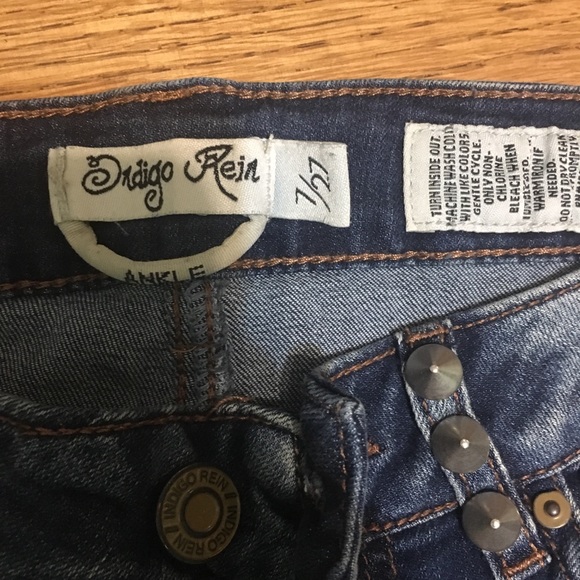 Indigo Rein
7/27
ANKLE
TURN INSIDE OUT.
MACHINE WASH COLD
WITH LIKE COLORS.
GENTLE CYCLE.
ONLY NON-
CHLORINE
BLEACH WHEN
WARM IRON IF
NEEDED.
DO NOT DRY CLEAN
INDIGO REIN INDIGO REIN